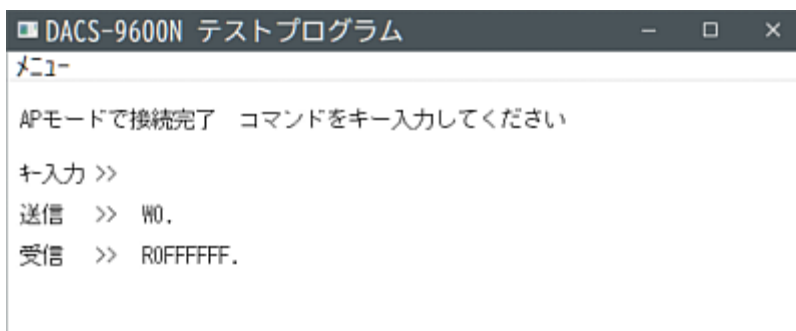 DACS-9600N テストプログラム
ﾒﾆｭｰ
APモードで接続完了　コマンドをキー入力してください
ｷｰ入力 >>
送信 >> W0.
受信 >> R0FFFFFF.